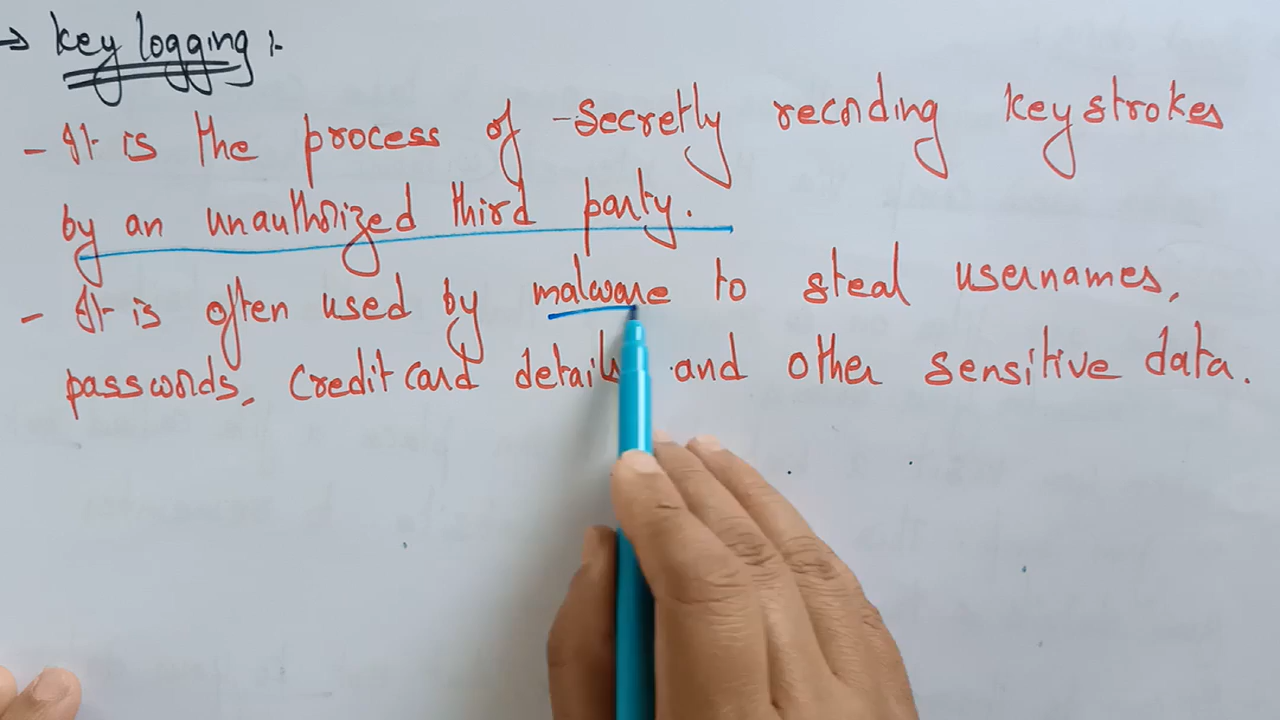 → Key logging :-
- It is the process of -secretly recording keystrokes
by an unauthorized third party.
- It is often used by malware to steal usernames,
passwords, Credit card details and other sensitive data.